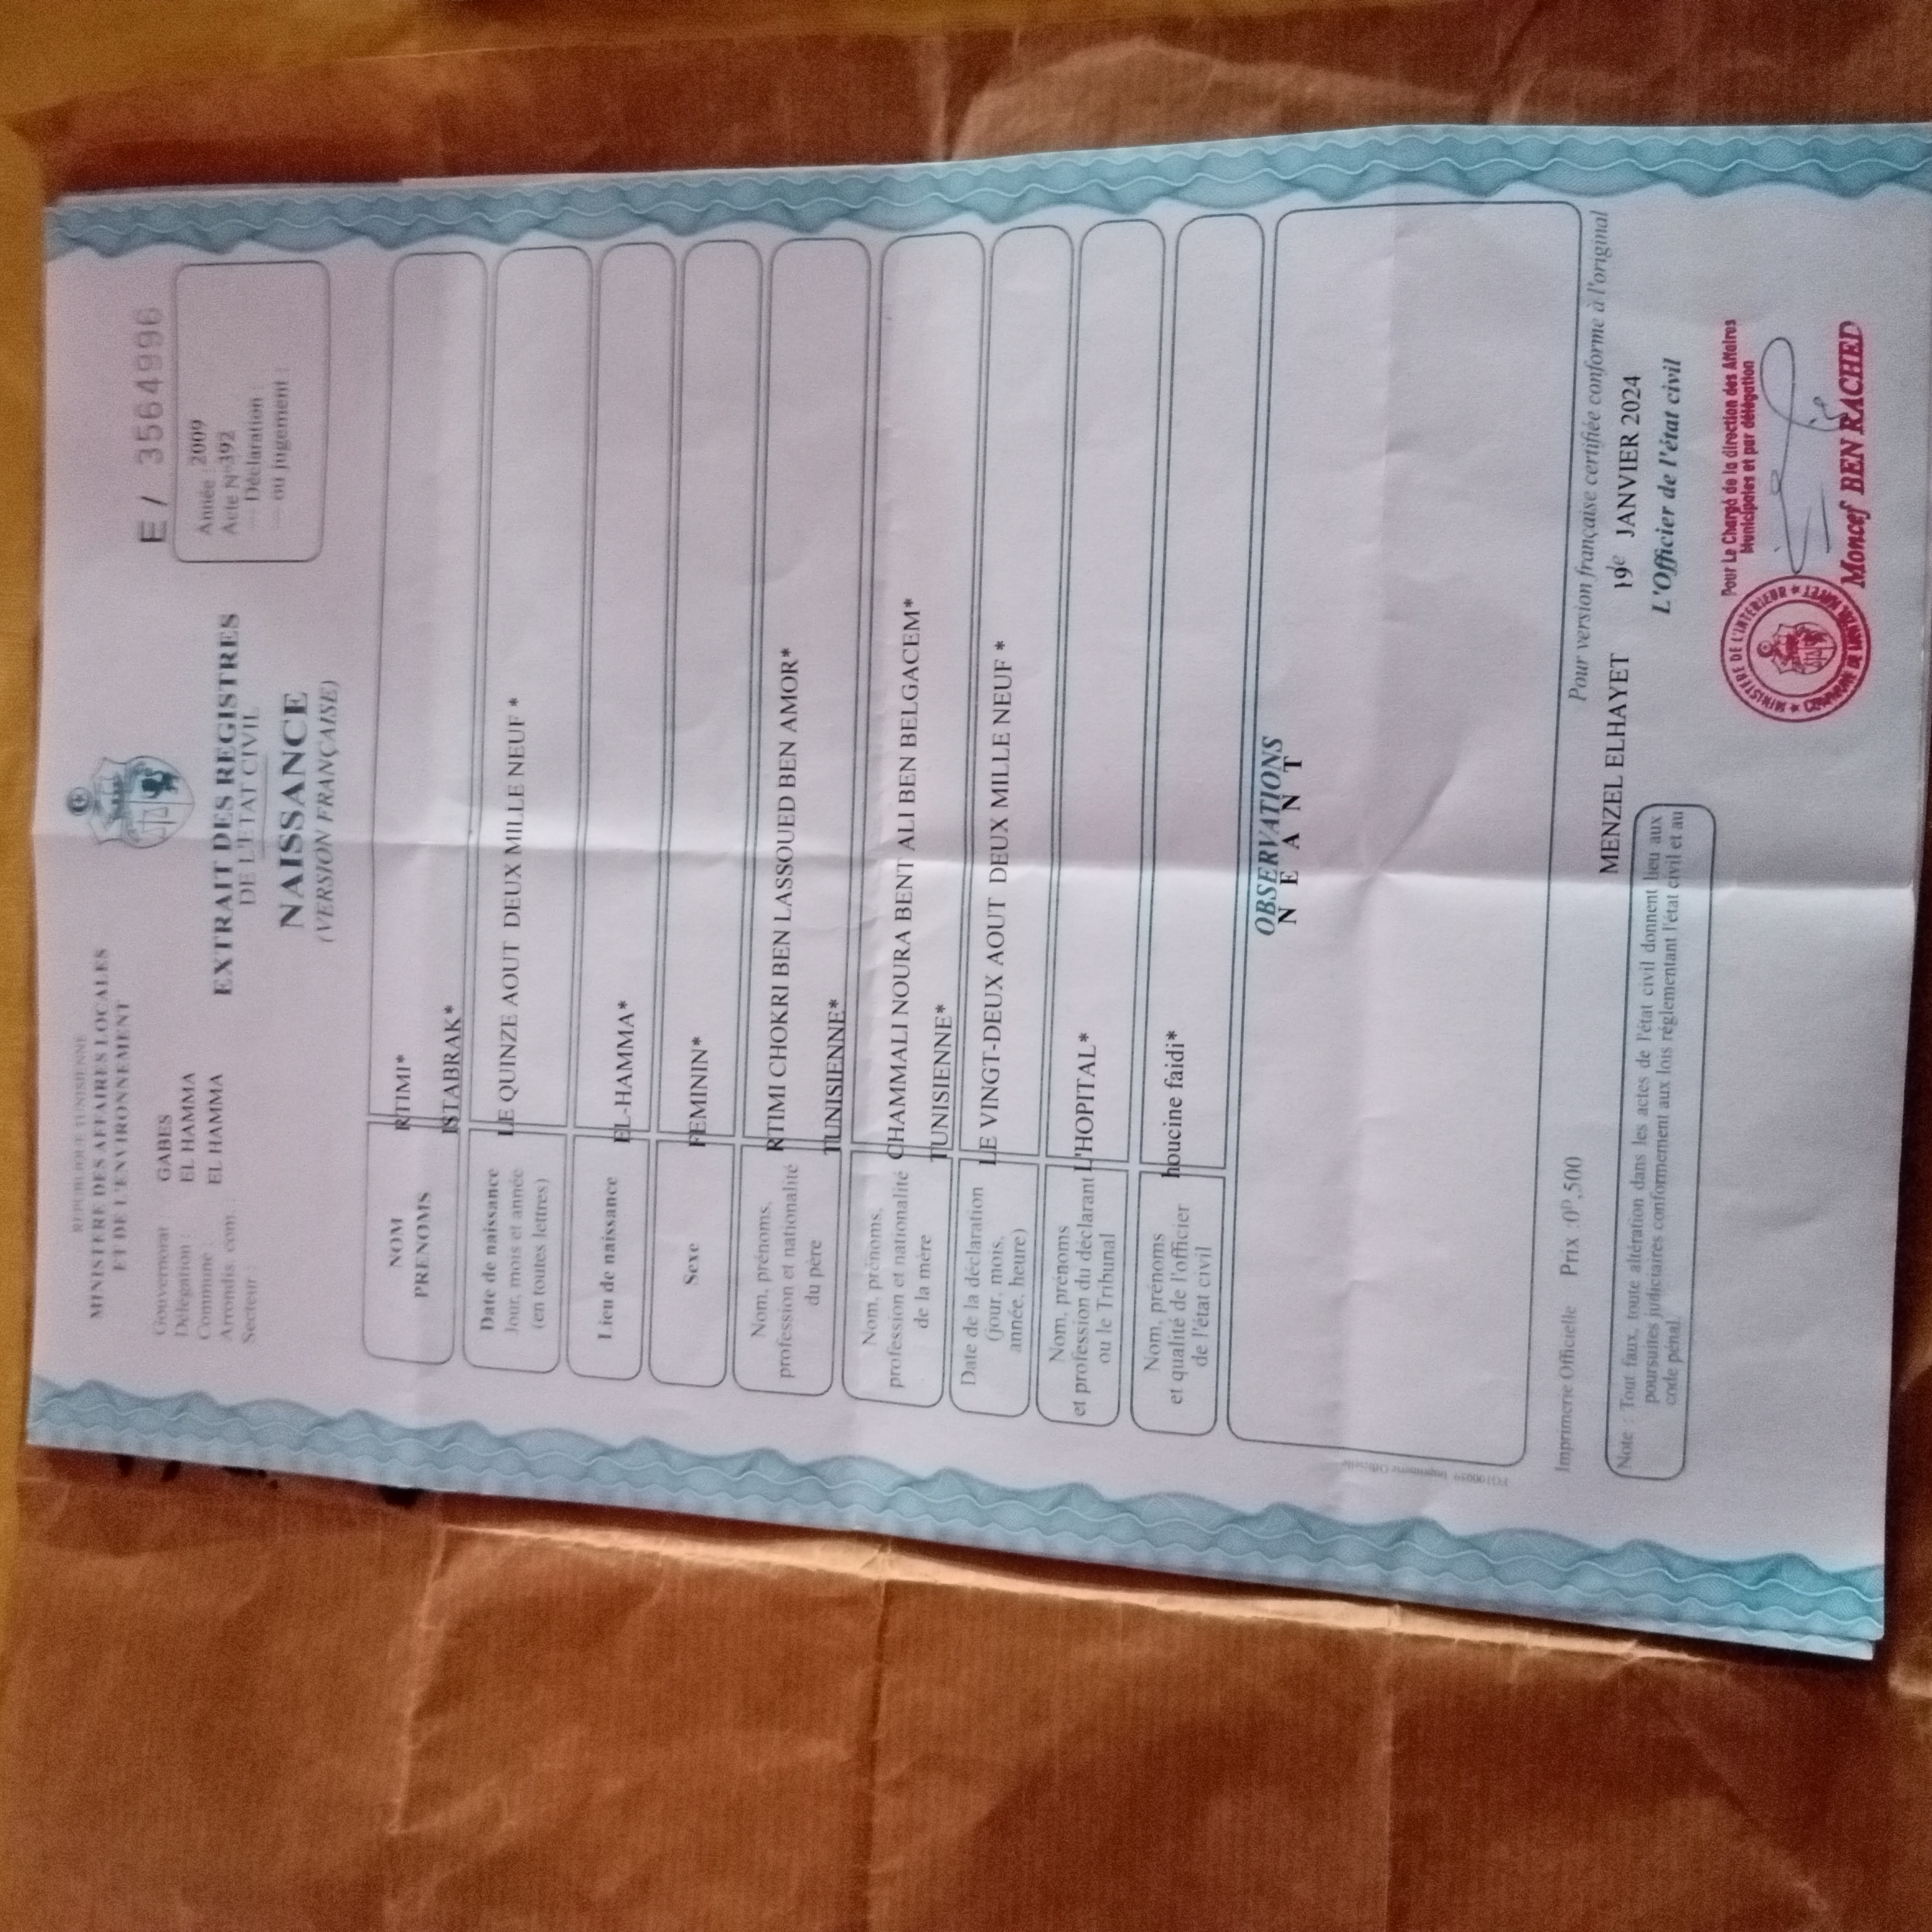 REPUBLIQUE TUNISIENNE
MINISTRE DES AFFAIRES LOCALES
ET DE L'ENVIRONNEMENT
Gouvernorat : GABES
Délégation : EL HAMMA
Commune EL HAMMA
Arrondis. com. :
Secteur :
EXTRAIT DES REGISTRES
DE L'ETAT CIVIL
NAISSANCE
(VERSION FRANÇAISE)
E / 3564996
Année : 2009
Acte N°392
— Déclaration :
— ou jugement :
NOM RTIMI*
PRENOMS ISTABRAK*
Date de naissance LE QUINZE AOUT DEUX MILLE NEUF *
Jour, mois et année
(en toutes lettres)
Lieu de naissance EL-HAMMA*
Sexe FEMININ*
Nom, prénoms, RTIMI CHOKRI BEN LASSOUED BEN AMOR*
profession et nationalité
du père TUNISIENNE*
Nom, prénoms,
profession et nationalité CHAMMALI NOURA BENT ALI BEN BELGACEM*
de la mère TUNISIENNE*
Date de la déclaration LE VINGT-DEUX AOUT DEUX MILLE NEUF *
(jour, mois,
année, heure)
Nom, prénoms
et profession du déclarant L'HOPITAL*
ou le Tribunal
Nom, prénoms houcine faidi*
et qualité de l'officier
de l'état civil
OBSERVATIONS
N E A N T
Imprimerie Officielle
Imprimerie Officielle Prix :0ᴰ,500
Pour version française certifiée conforme à l'original
MENZEL ELHAYET 19e JANVIER 2024
L'Officier de l'état civil
Note : Tout faux, toute altération dans les actes de l'état civil donnent lieu aux
poursuites judiciaires conformement aux lois réglementant l'état civil et au
code pénal.
Pour Le Chargé de la direction des Affaires
Municipales et par délégation
Moncef BEN RACHED
MINISTERE DE L'INTERIEUR